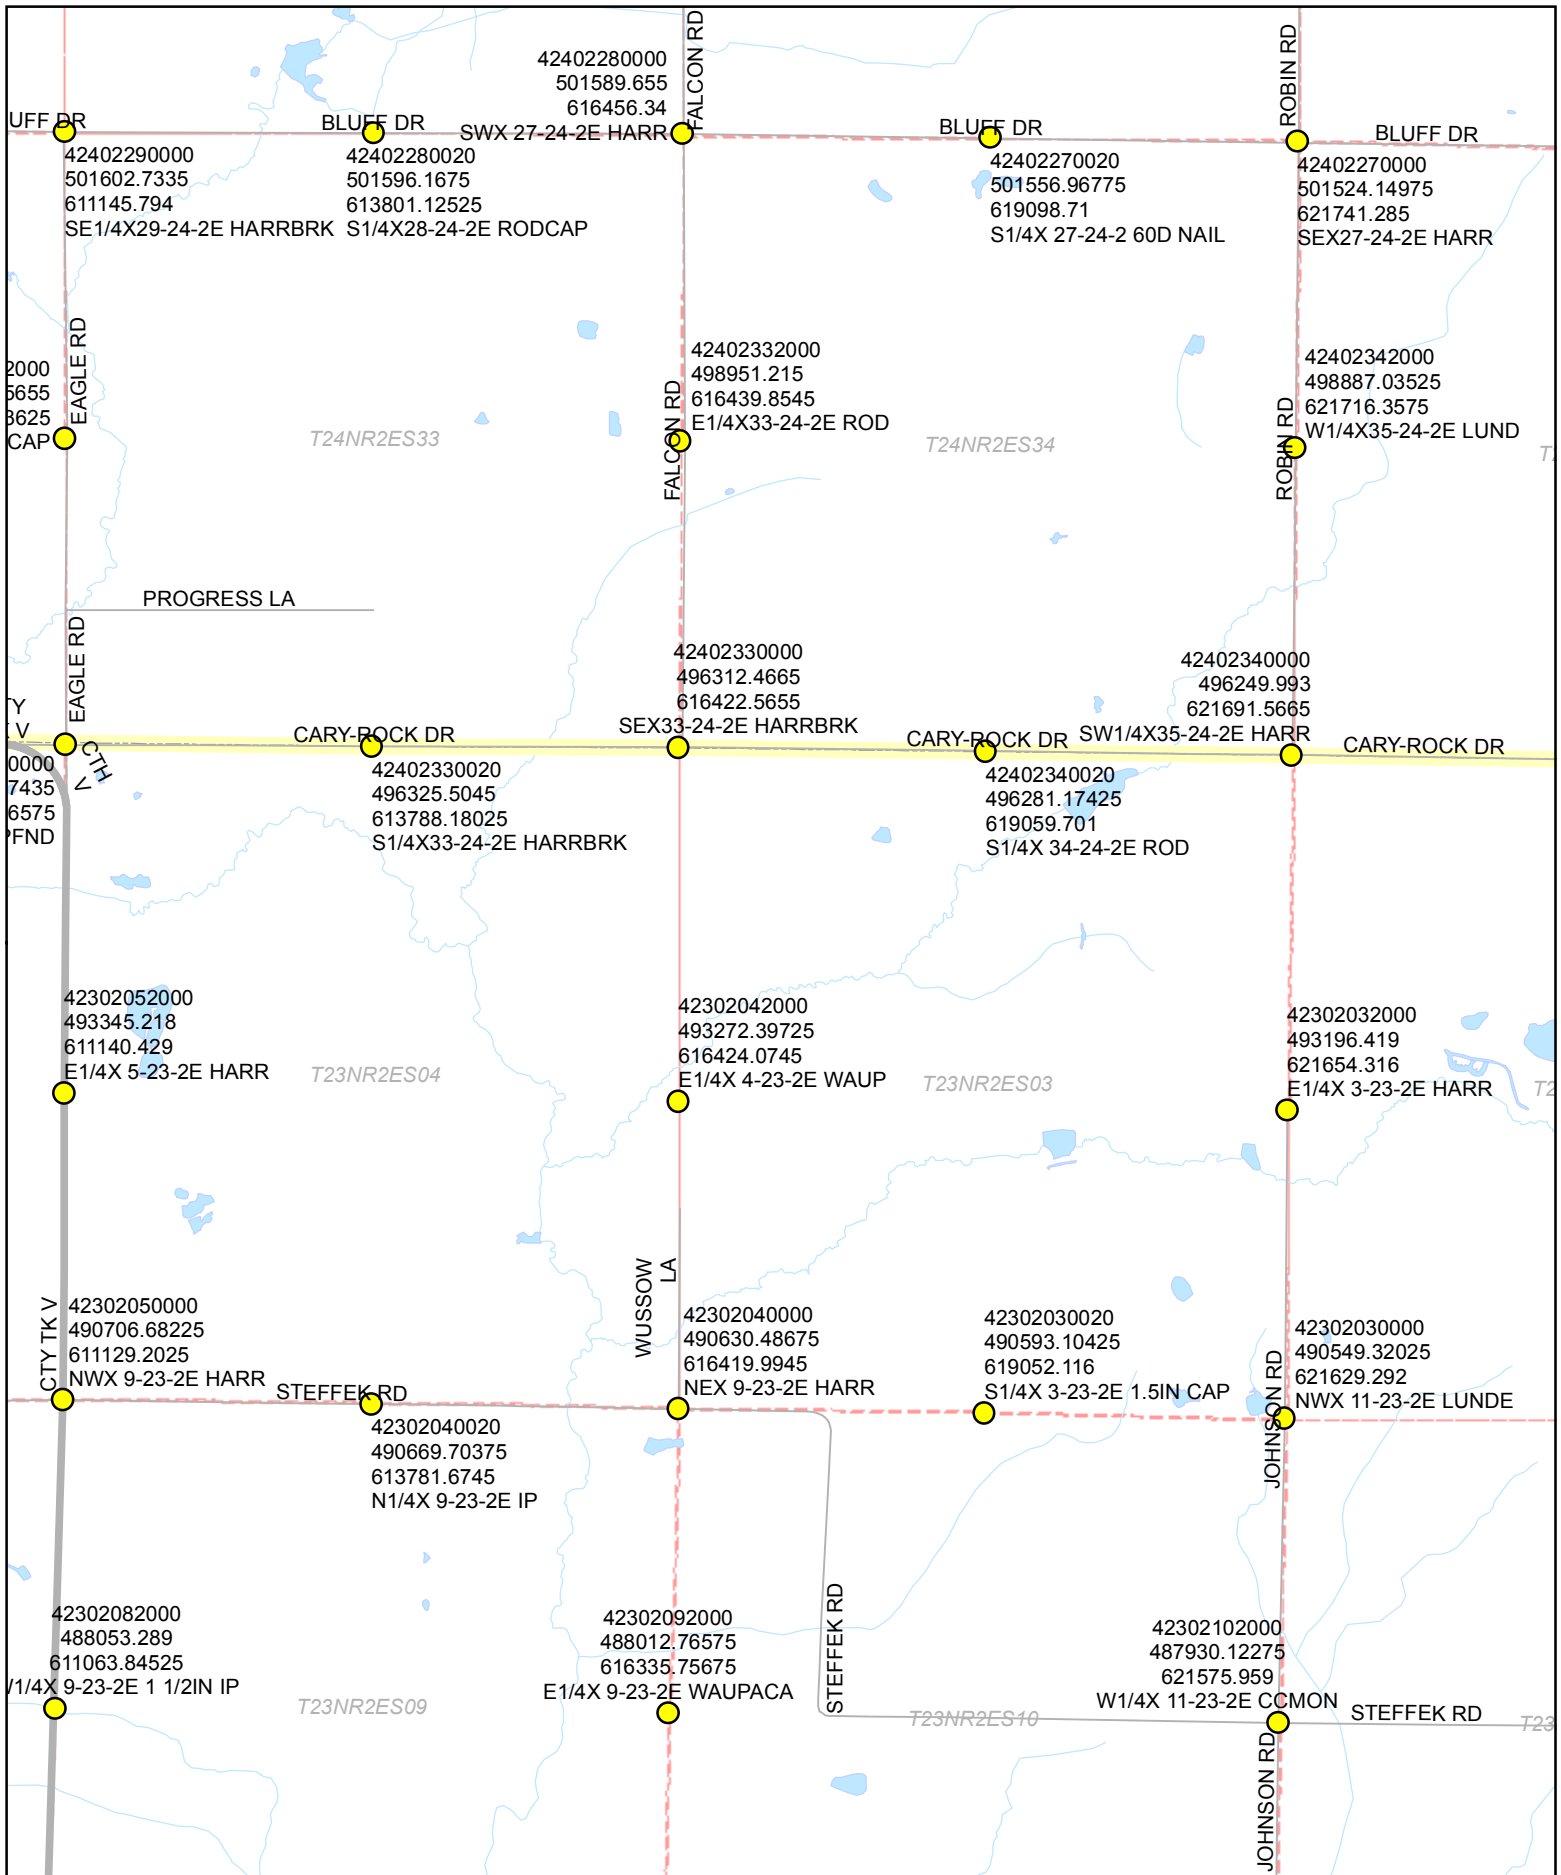 42402280000
501589.655
616456.34
SWX 27-24-2E HARR
FALCON RD
ROBIN RD
UFF DR
BLUFF DR
BLUFF DR
BLUFF DR
42402290000
501602.7335
611145.794
SE1/4X29-24-2E HARRBRK
42402280020
501596.1675
613801.12525
S1/4X28-24-2E RODCAP
42402270020
501556.96775
619098.71
S1/4X 27-24-2 60D NAIL
42402270000
501524.14975
621741.285
SEX27-24-2E HARR
2000
5655
3625
CAP
EAGLE RD
T24NR2ES33
42402332000
498951.215
616439.8545
E1/4X33-24-2E ROD
FALCON RD
T24NR2ES34
42402342000
498887.03525
621716.3575
W1/4X35-24-2E LUND
ROBIN RD
PROGRESS LA
EAGLE RD
42402330000
496312.4665
616422.5655
SEX33-24-2E HARRBRK
42402340000
496249.993
621691.5665
SW1/4X35-24-2E HARR
TY
V
CTH V
CARY-ROCK DR
CARY-ROCK DR
CARY-ROCK DR
0000
7435
6575
PFND
42402330020
496325.5045
613788.18025
S1/4X33-24-2E HARRBRK
42402340020
496281.17425
619059.701
S1/4X 34-24-2E ROD
42302052000
493345.218
611140.429
E1/4X 5-23-2E HARR
T23NR2ES04
42302042000
493272.39725
616424.0745
E1/4X 4-23-2E WAUP
T23NR2ES03
42302032000
493196.419
621654.316
E1/4X 3-23-2E HARR
T2
CTY TK V
42302050000
490706.68225
611129.2025
NWX 9-23-2E HARR
STEFFEK RD
WUSSOW
LA
42302040000
490630.48675
616419.9945
NEX 9-23-2E HARR
42302030020
490593.10425
619052.116
S1/4X 3-23-2E 1.5IN CAP
42302030000
490549.32025
621629.292
NWX 11-23-2E LUNDE
JOHNSON RD
42302040020
490669.70375
613781.6745
N1/4X 9-23-2E IP
42302082000
488053.289
611063.84525
1/4X 9-23-2E 1 1/2IN IP
T23NR2ES09
42302092000
488012.76575
616335.75675
E1/4X 9-23-2E WAUPACA
STEFFEK RD
T23NR2ES10
42302102000
487930.12275
621575.959
W1/4X 11-23-2E CCMON
STEFFEK RD
T23
JOHNSON RD